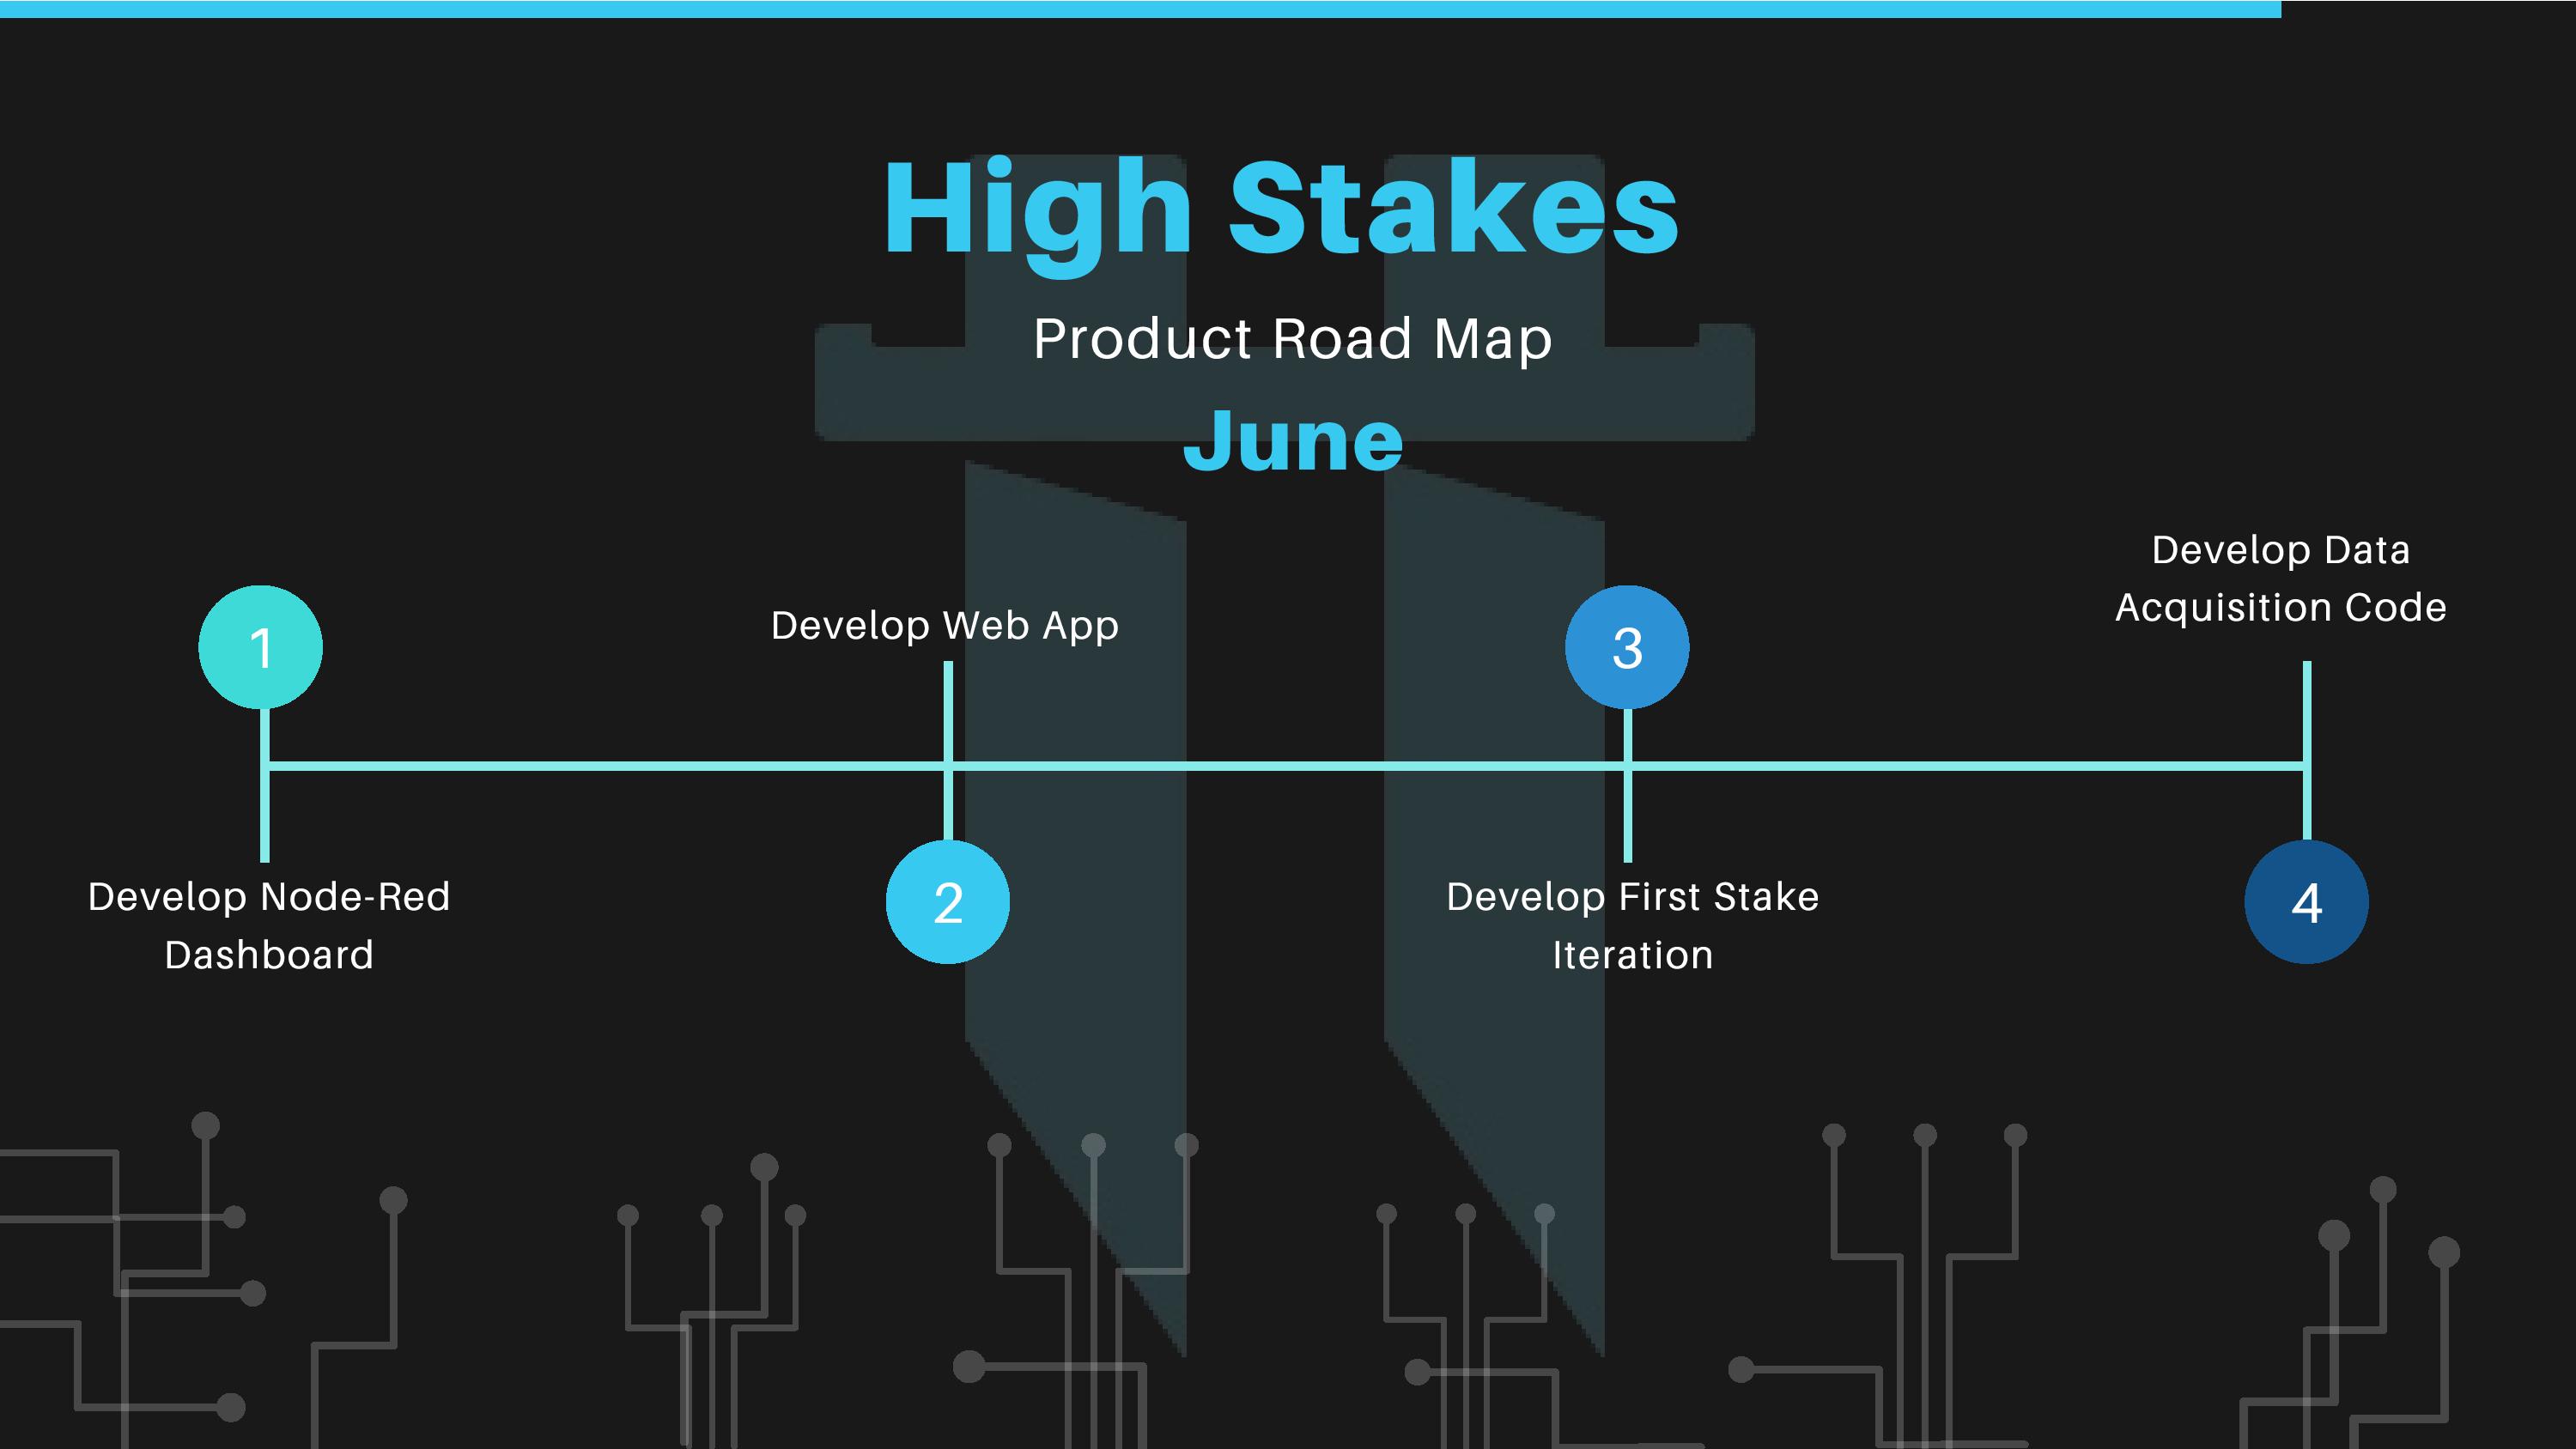 High Stakes
Product Road Map
June
1
Develop Node-Red
Dashboard
Develop Web App
2
3
Develop First Stake
Iteration
Develop Data
Acquisition Code
4